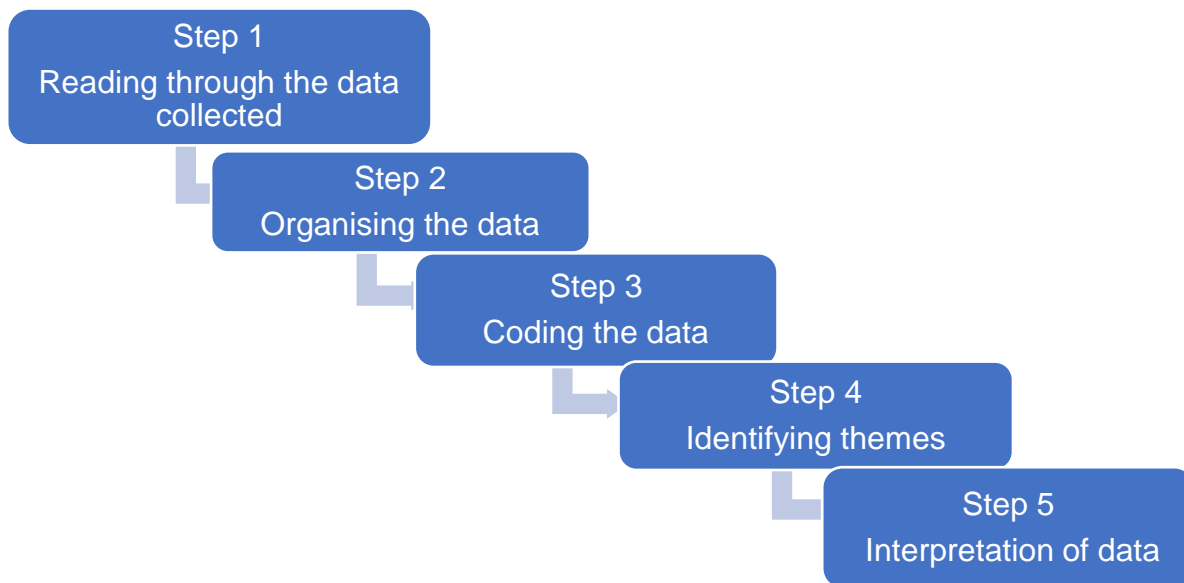 Step 1
Reading through the data
collected
Step 2
Organising the data
Step 3
Coding the data
Step 4
Identifying themes
Step 5
Interpretation of data